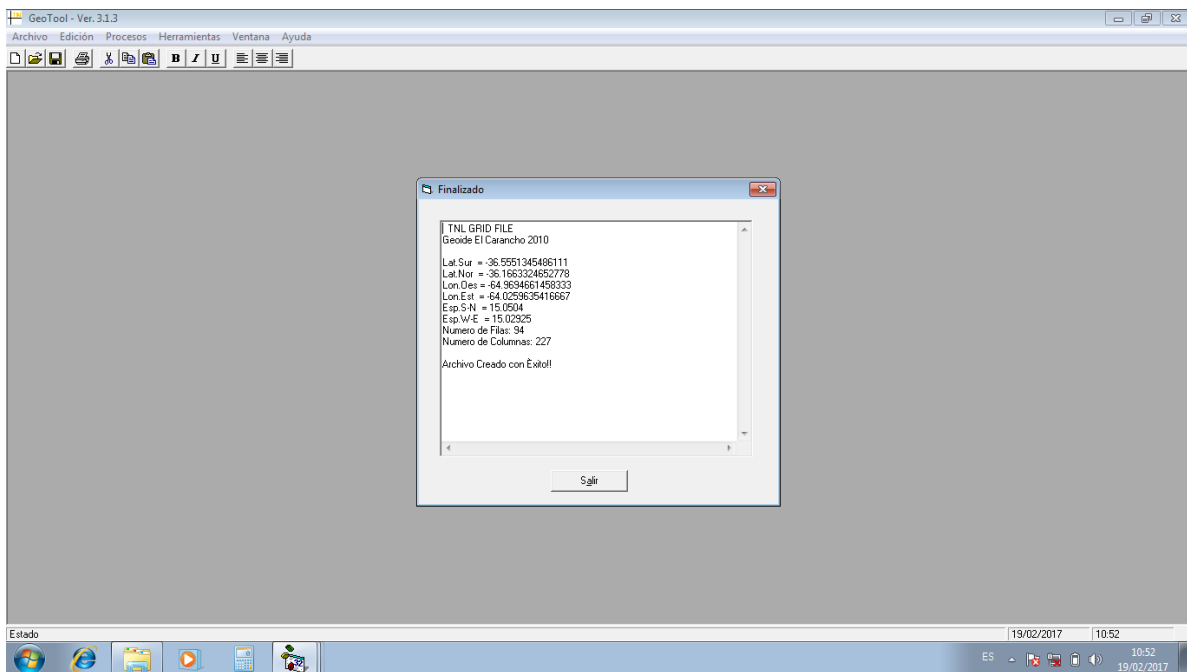 GeoTool - Ver. 3.1.3
Archivo Edición Procesos Herramientas Ventana Ayuda
B I U
Finalizado
TNL GRID FILE
Geoide El Carancho 2010
Lat.Sur = -36.5551345486111
Lat.Nor = -36.1663324652778
Lon.Oes = -64.9694661458333
Lon.Est = -64.0259635416667
Esp.S-N = 15.0504
Esp.W-E = 15.02925
Numero de Filas: 94
Numero de Columnas: 227
Archivo Creado con Èxito!!
Salir
Estado
19/02/2017 10:52
ES
10:52
19/02/2017